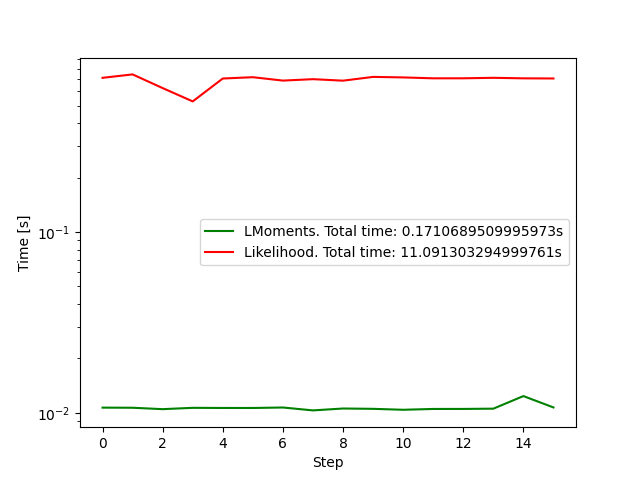 Time [s]
10⁻¹
10⁻²
LMoments. Total time: 0.1710689509995973s
Likelihood. Total time: 11.091303294999761s
0 2 4 6 8 10 12 14
Step